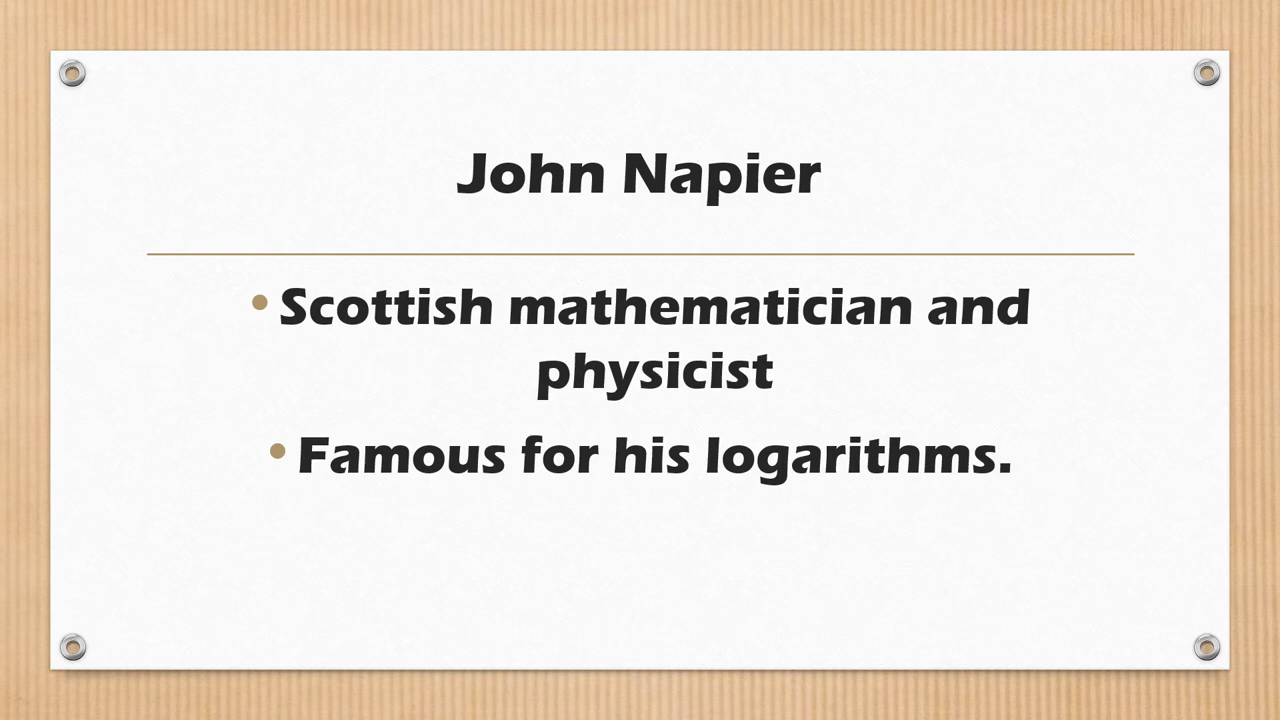 John Napier
• Scottish mathematician and
physicist
• Famous for his logarithms.